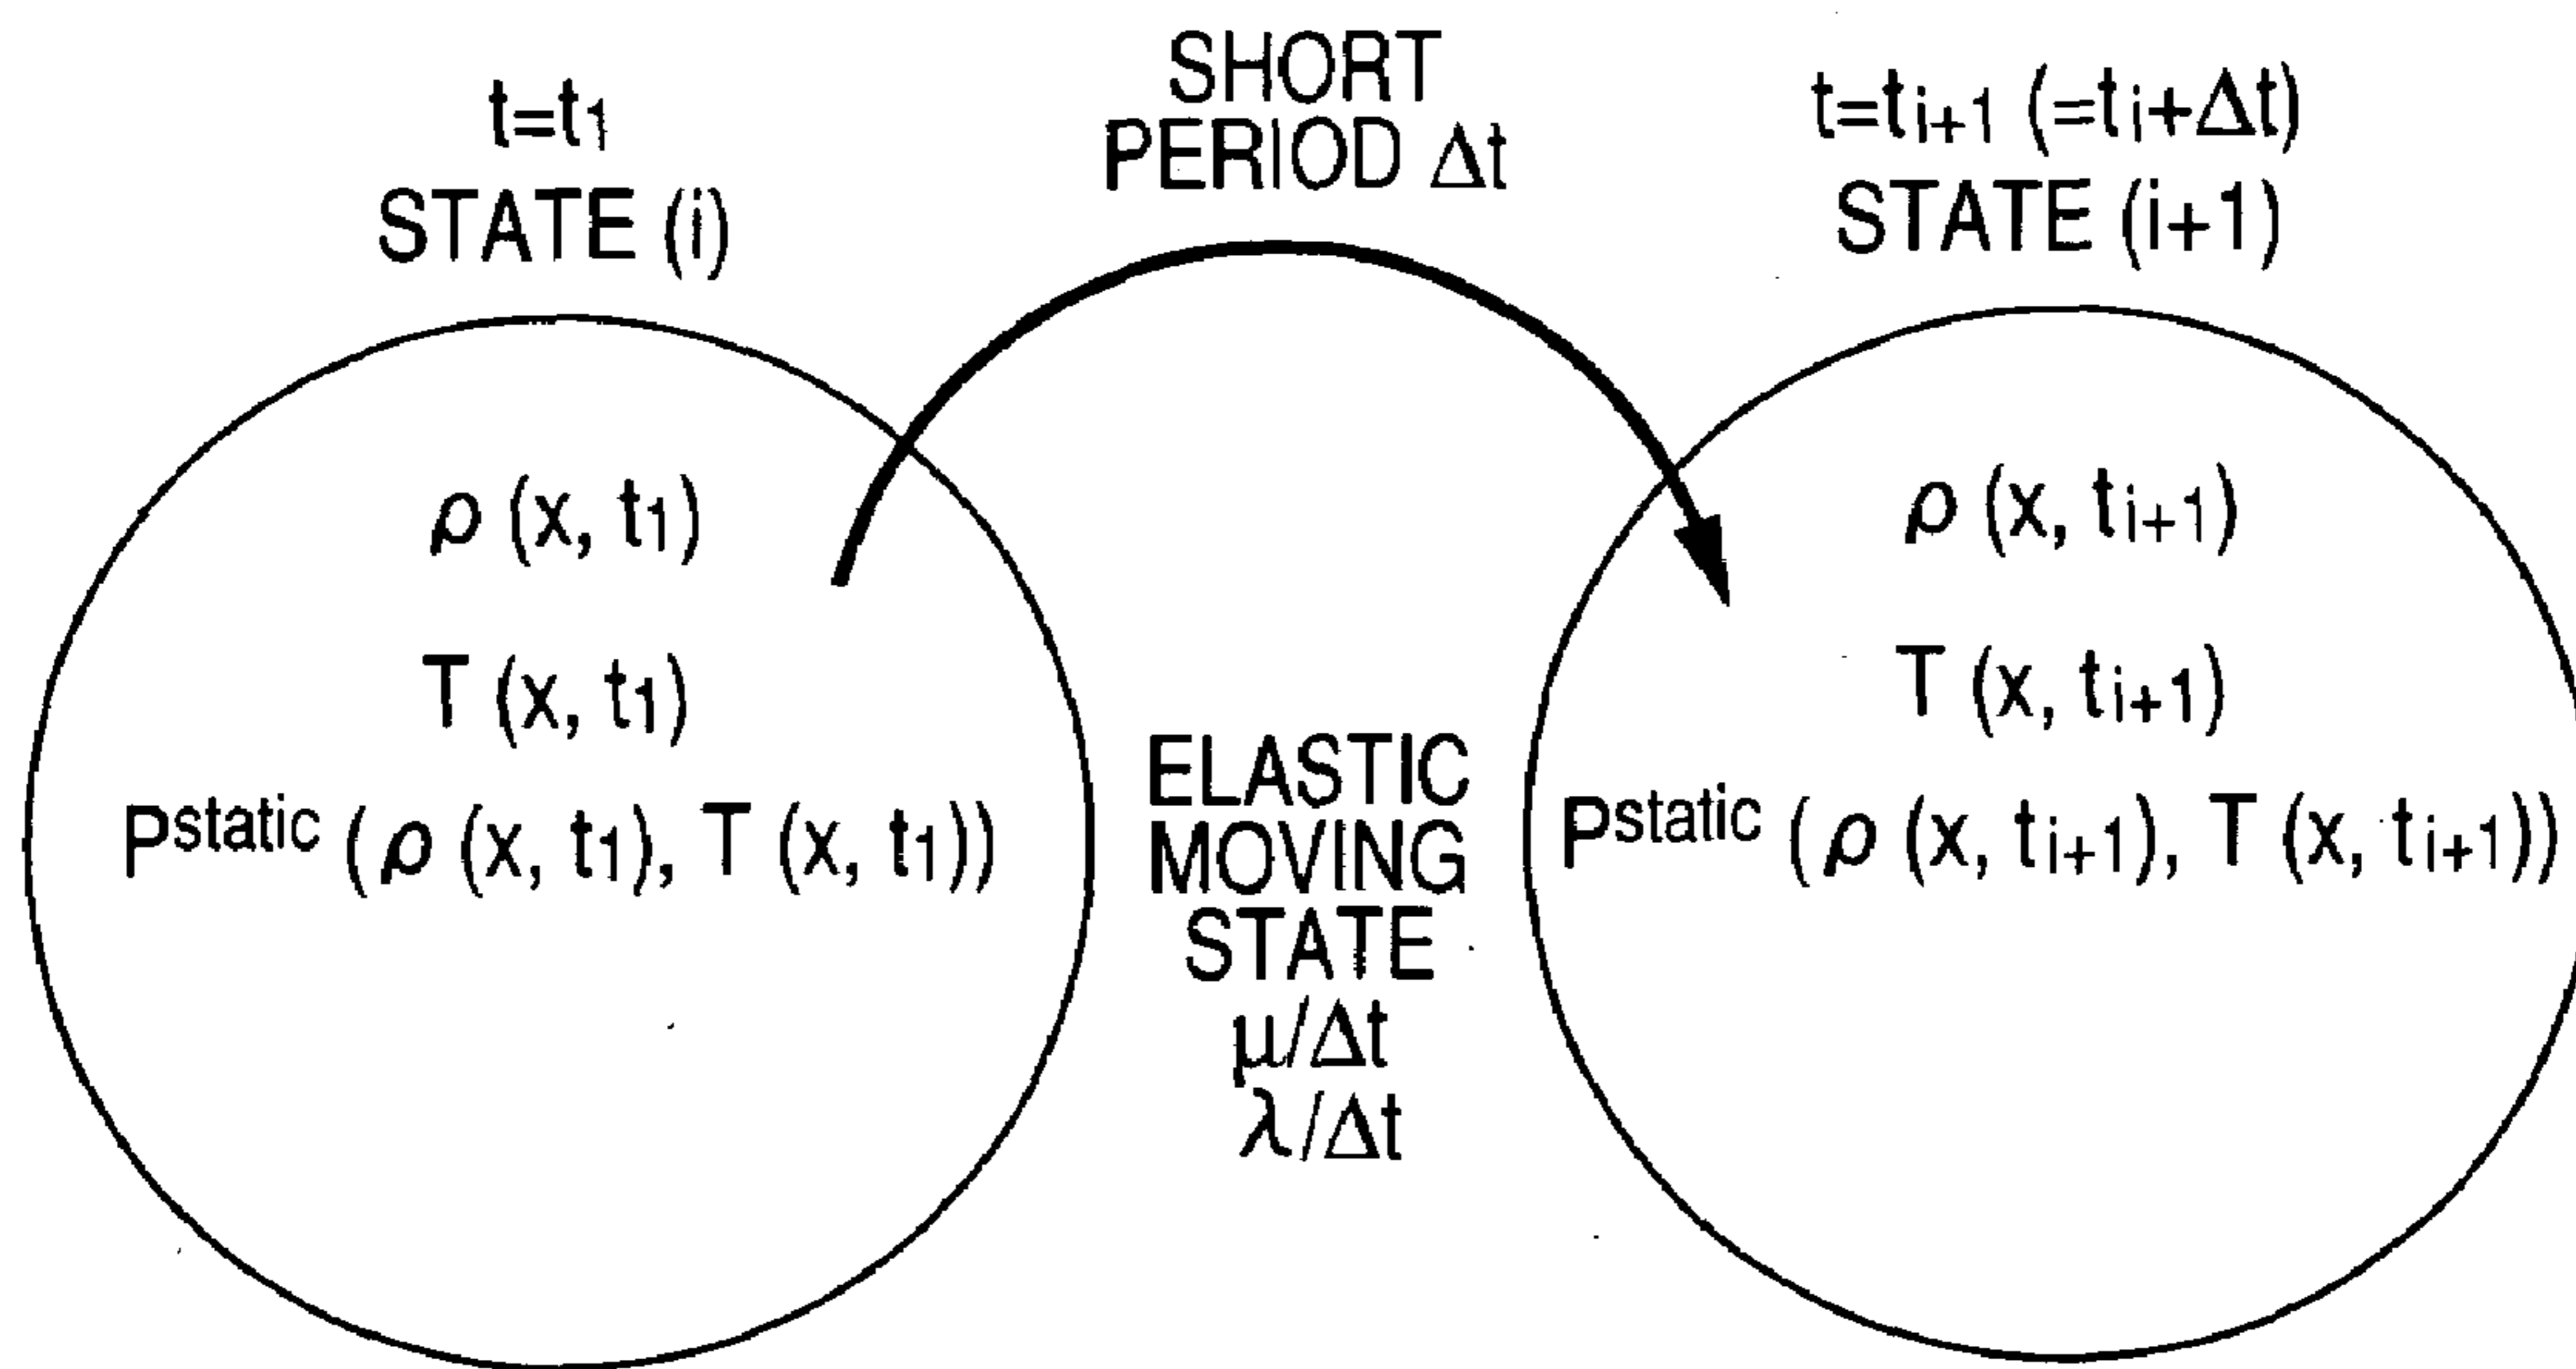 t=t1
STATE (i)
SHORT
PERIOD Δt
t=ti+1 (=ti+Δt)
STATE (i+1)
ρ (x, t1)
T (x, t1)
Pstatic (ρ (x, t1), T (x, t1))
ELASTIC
MOVING
STATE
μ/Δt
λ/Δt
ρ (x, ti+1)
T (x, ti+1)
Pstatic (ρ (x, ti+1), T (x, ti+1))